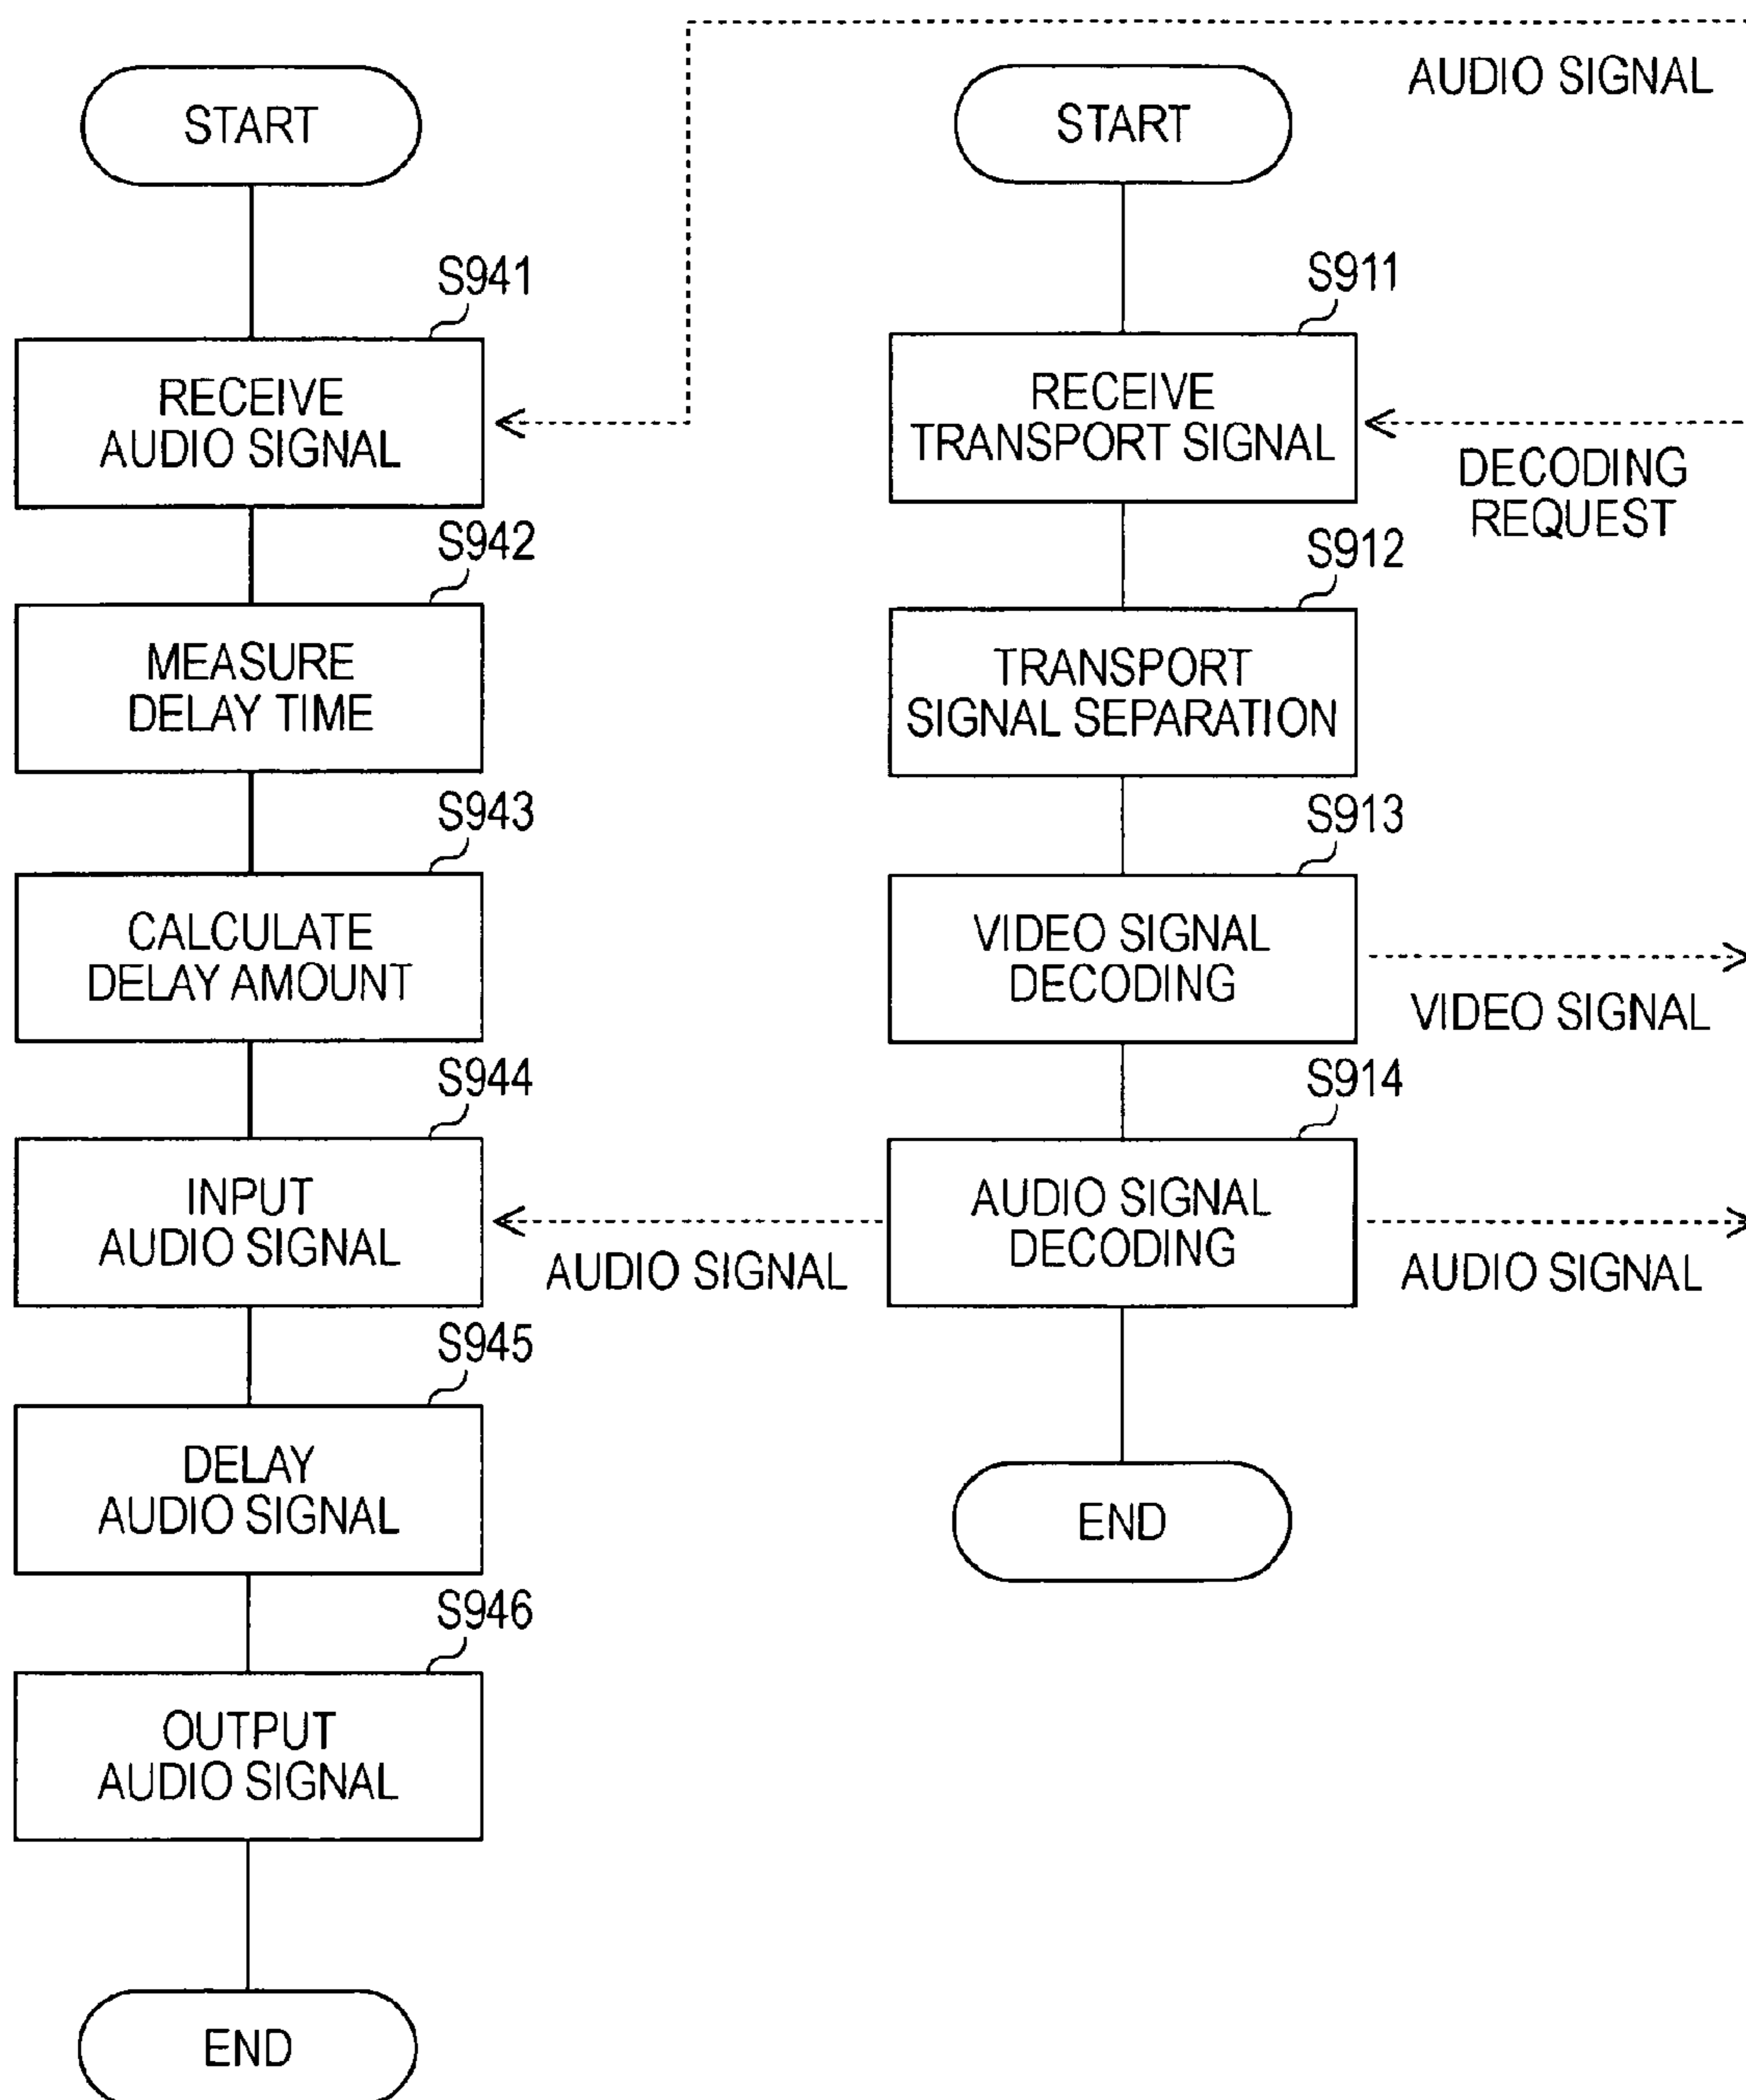 AUDIO SIGNAL
START
S941
RECEIVE
AUDIO SIGNAL
S942
MEASURE
DELAY TIME
S943
CALCULATE
DELAY AMOUNT
S944
INPUT
AUDIO SIGNAL
AUDIO SIGNAL
S945
DELAY
AUDIO SIGNAL
S946
OUTPUT
AUDIO SIGNAL
END
START
S911
RECEIVE
TRANSPORT SIGNAL
DECODING
REQUEST
S912
TRANSPORT
SIGNAL SEPARATION
S913
VIDEO SIGNAL
DECODING
VIDEO SIGNAL
S914
AUDIO SIGNAL
DECODING
AUDIO SIGNAL
END